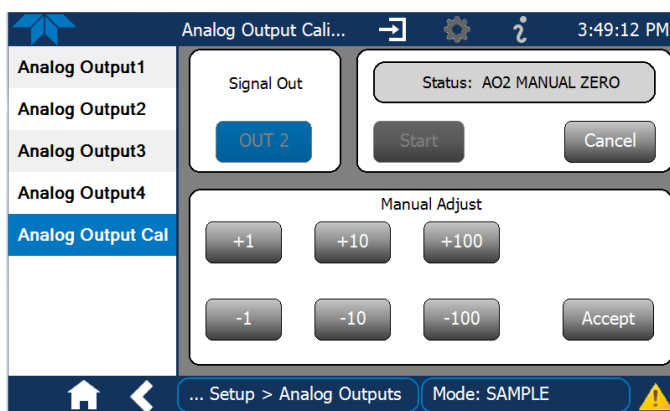 Analog Output Cali... 3:49:12 PM
Analog Output1
Analog Output2
Analog Output3
Analog Output4
Analog Output Cal
Signal Out
OUT 2
Status: AO2 MANUAL ZERO
Start Cancel
Manual Adjust
+1 +10 +100
-1 -10 -100 Accept
... Setup > Analog Outputs Mode: SAMPLE